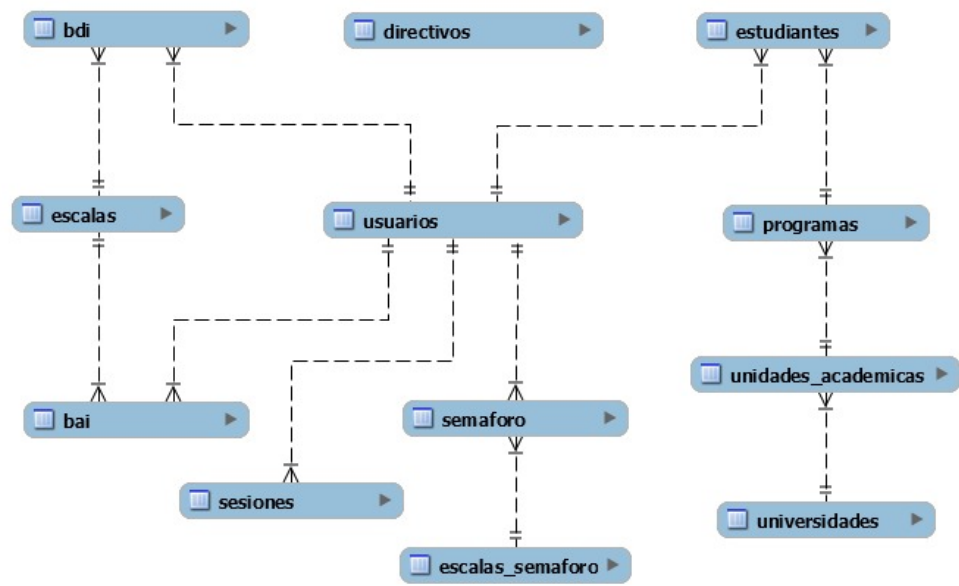 bdi
directivos
estudiantes
escalas
usuarios
programas
unidades_academicas
bai
semaforo
sesiones
universidades
escalas_semaforo